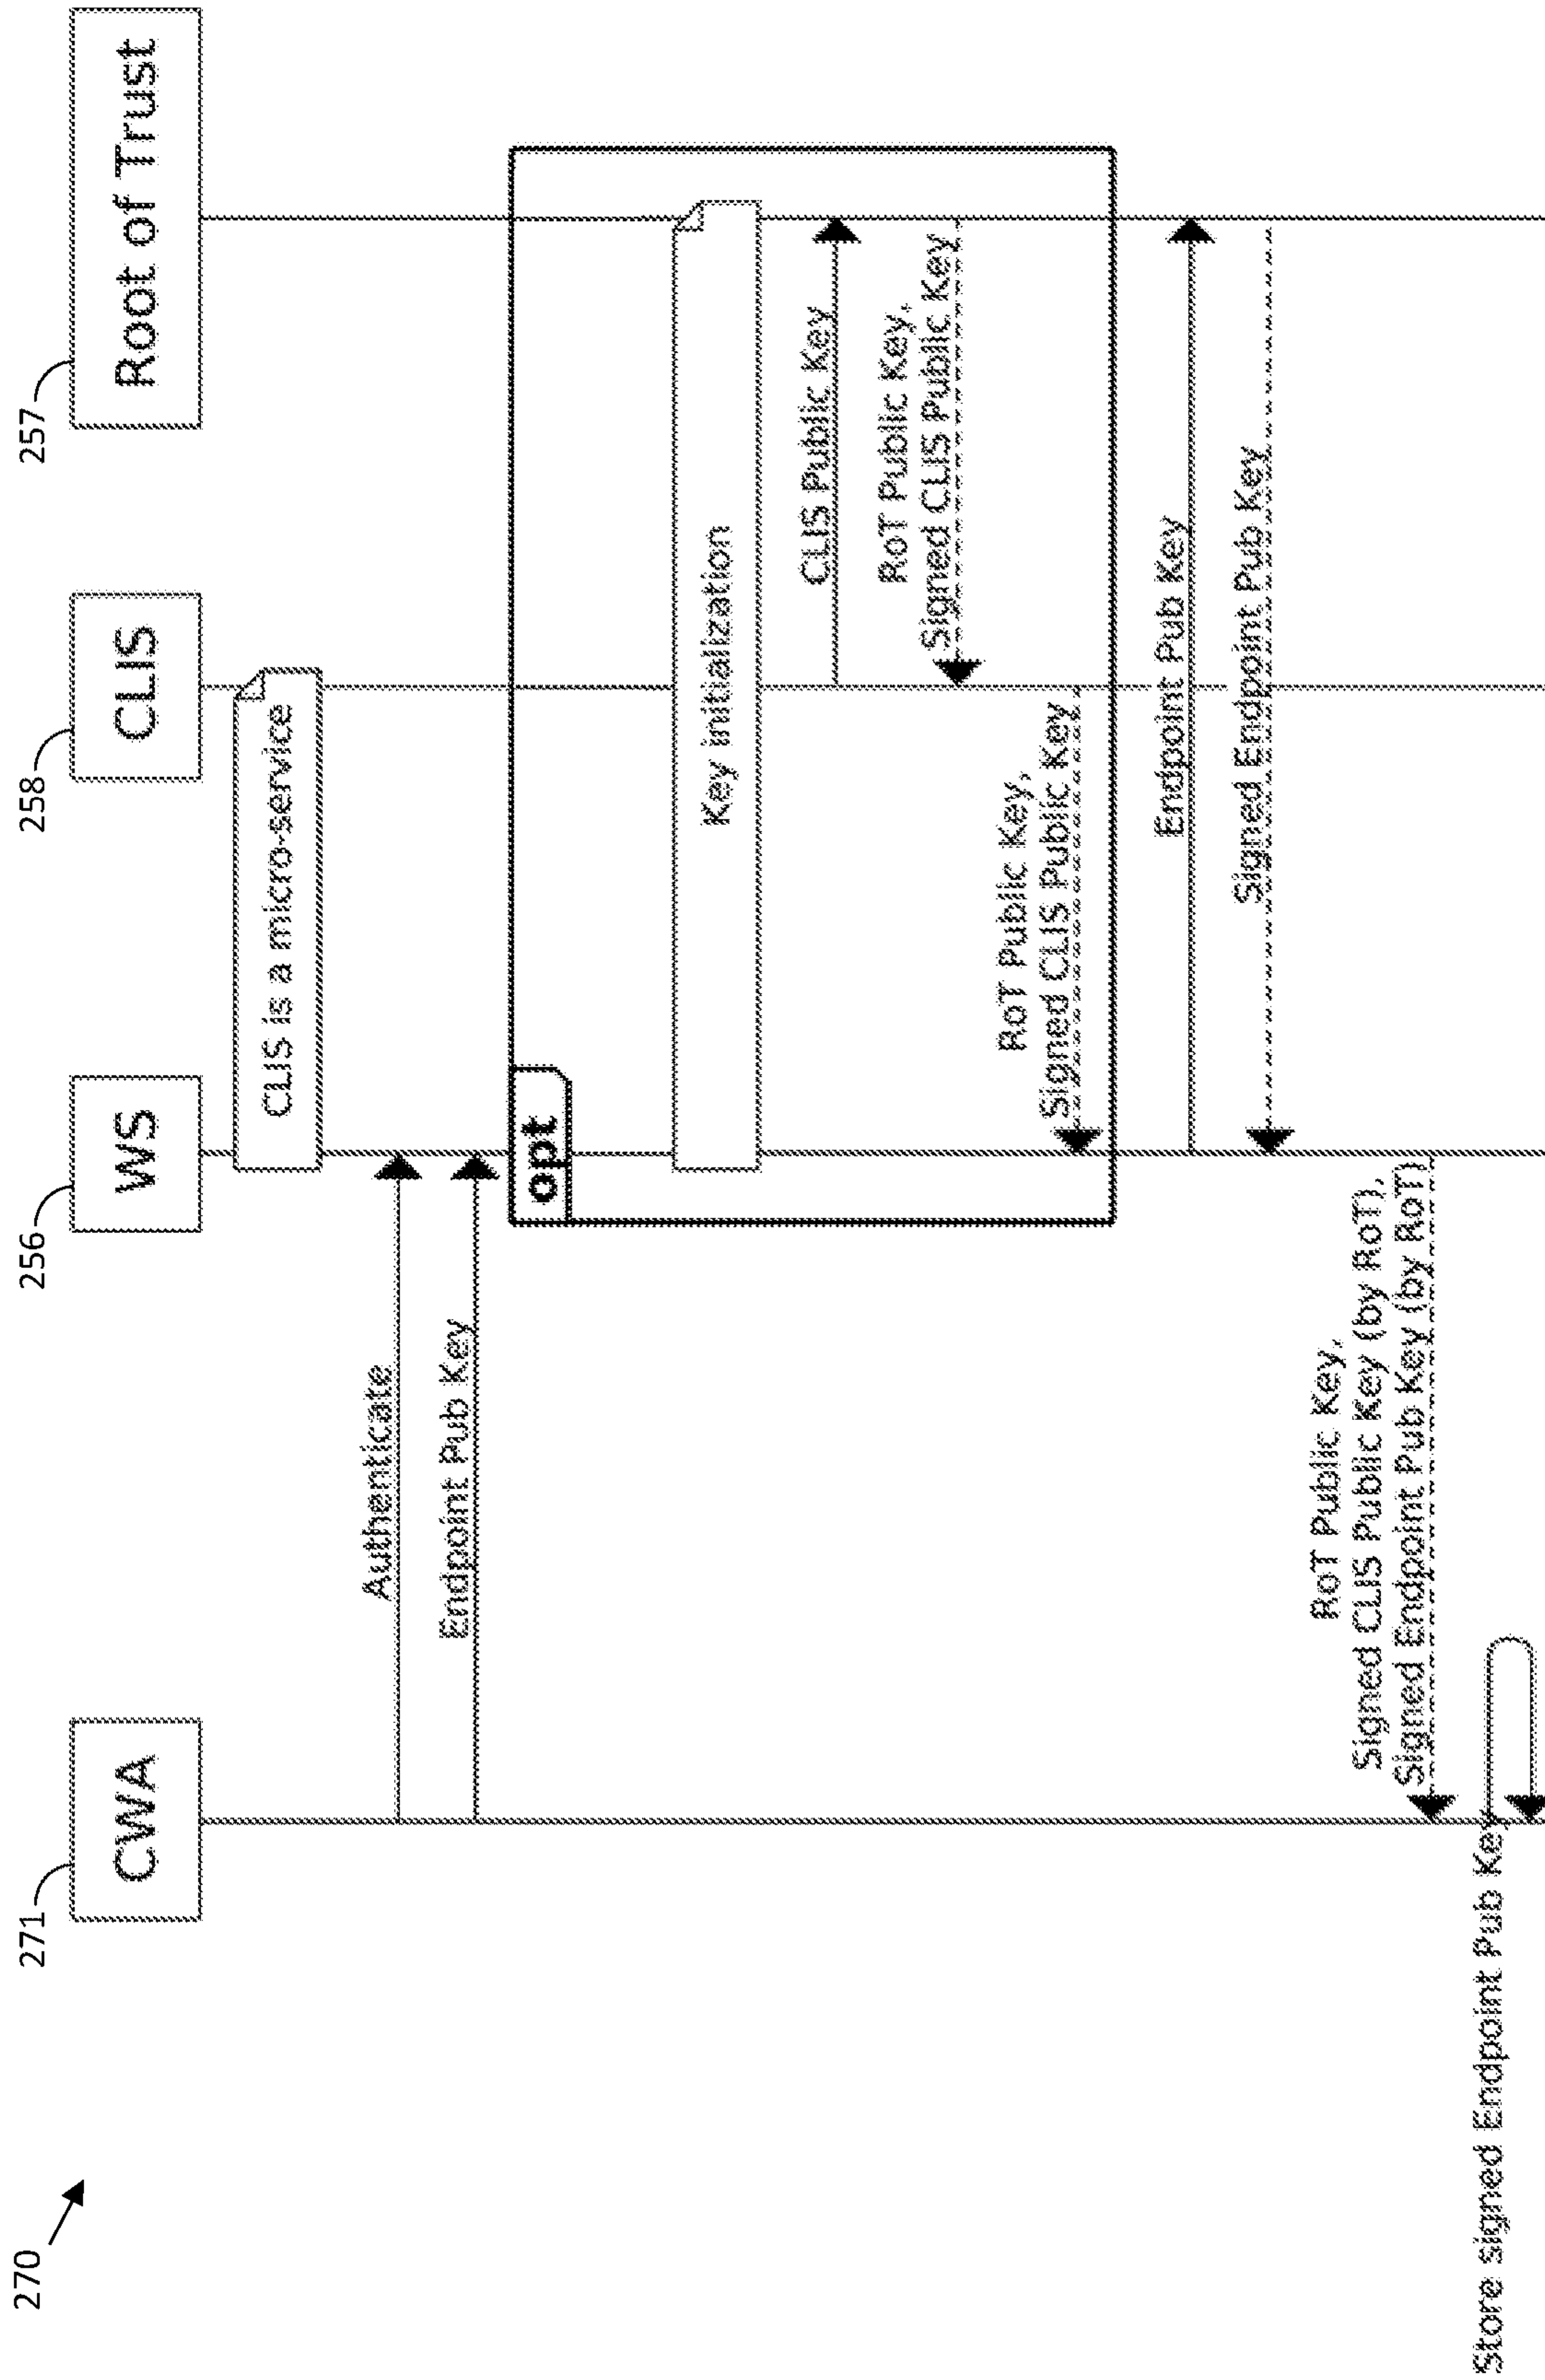 270
271
CWA
256
WS
258
CLIS
257
Root of Trust
CLIS is a micro-service
Authenticate
Endpoint Pub Key
opt
Key initialization
CLIS Public Key
RoT Public Key,
Signed CLIS Public Key
RoT Public Key,
Signed CLIS Public Key
Endpoint Pub Key
Signed Endpoint Pub Key
RoT Public Key,
Signed CLIS Public Key (by RoT),
Signed Endpoint Pub Key (by RoT)
Store signed Endpoint Pub Key